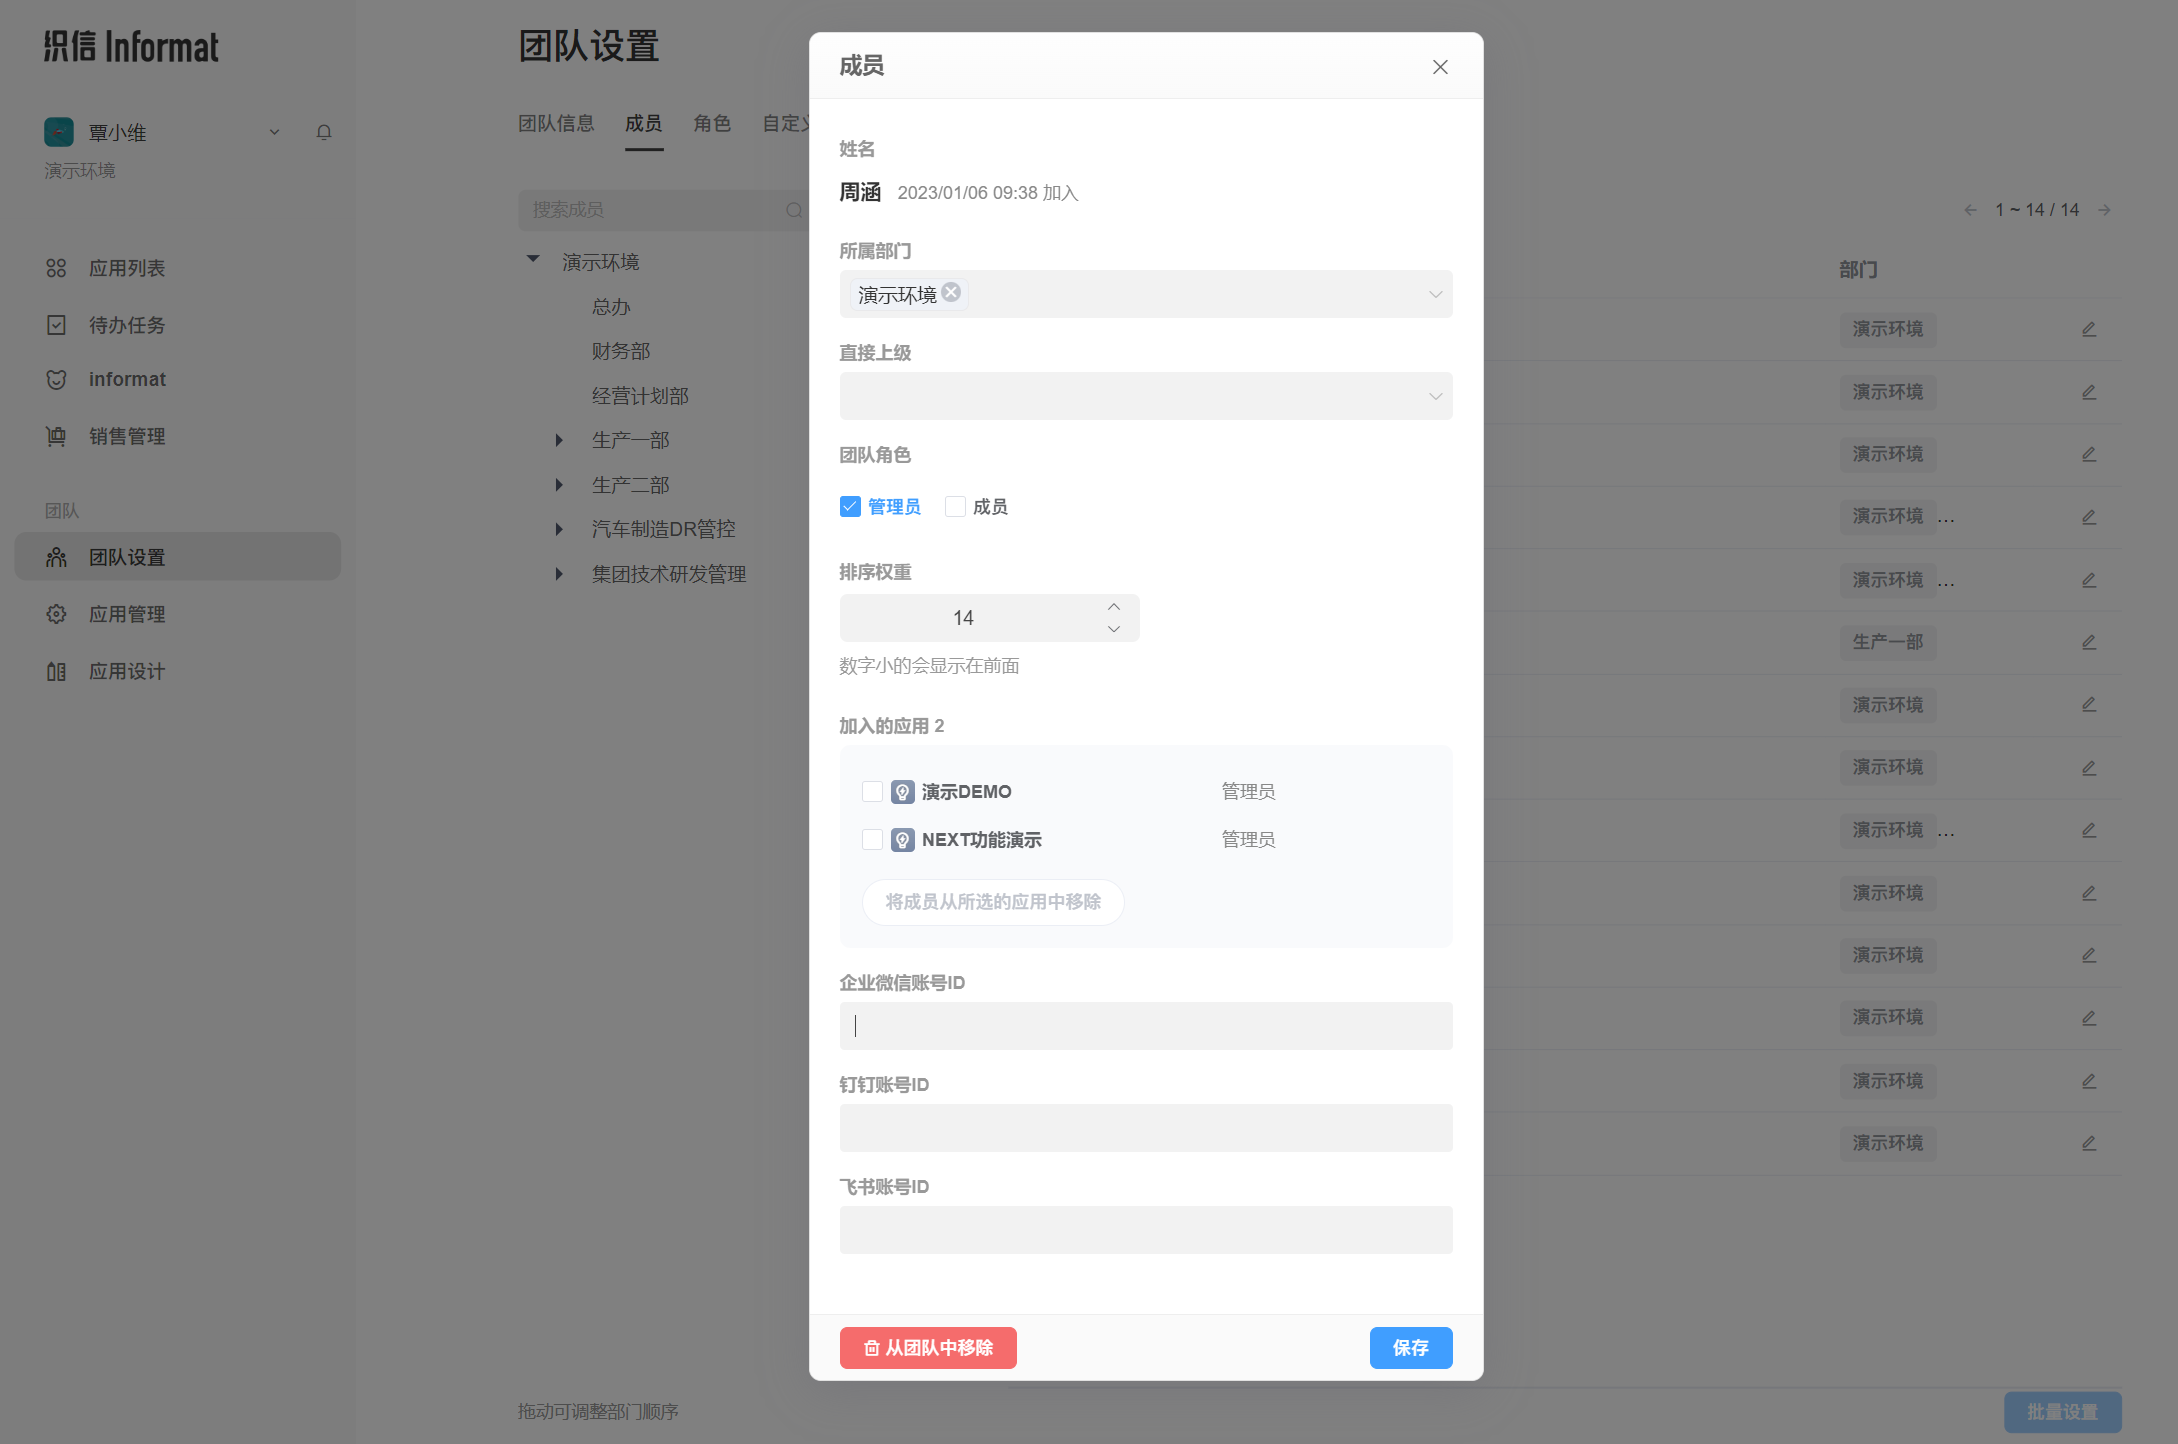 织信 Informat
覃小维
演示环境
应用列表
待办任务
informat
销售管理
团队
团队设置
应用管理
应用设计
团队设置
团队信息
成员
角色
自定
搜索成员
演示环境
总办
财务部
经营计划部
生产一部
生产二部
汽车制造DR管控
集团技术研发管理
拖动可调整部门顺序
成员
姓名
周涵 2023/01/06 09:38 加入
所属部门
演示环境
直接上级
团队角色
管理员 成员
排序权重
14
数字小的会显示在前面
加入的应用 2
演示DEMO 管理员
NEXT功能演示 管理员
将成员从所选的应用中移除
企业微信账号ID
钉钉账号ID
飞书账号ID
从团队中移除
保存
1 ~ 14 / 14
部门
演示环境
演示环境
演示环境
演示环境 ...
演示环境 ...
生产一部
演示环境
演示环境
演示环境 ...
演示环境
演示环境
演示环境
演示环境
演示环境
批量设置